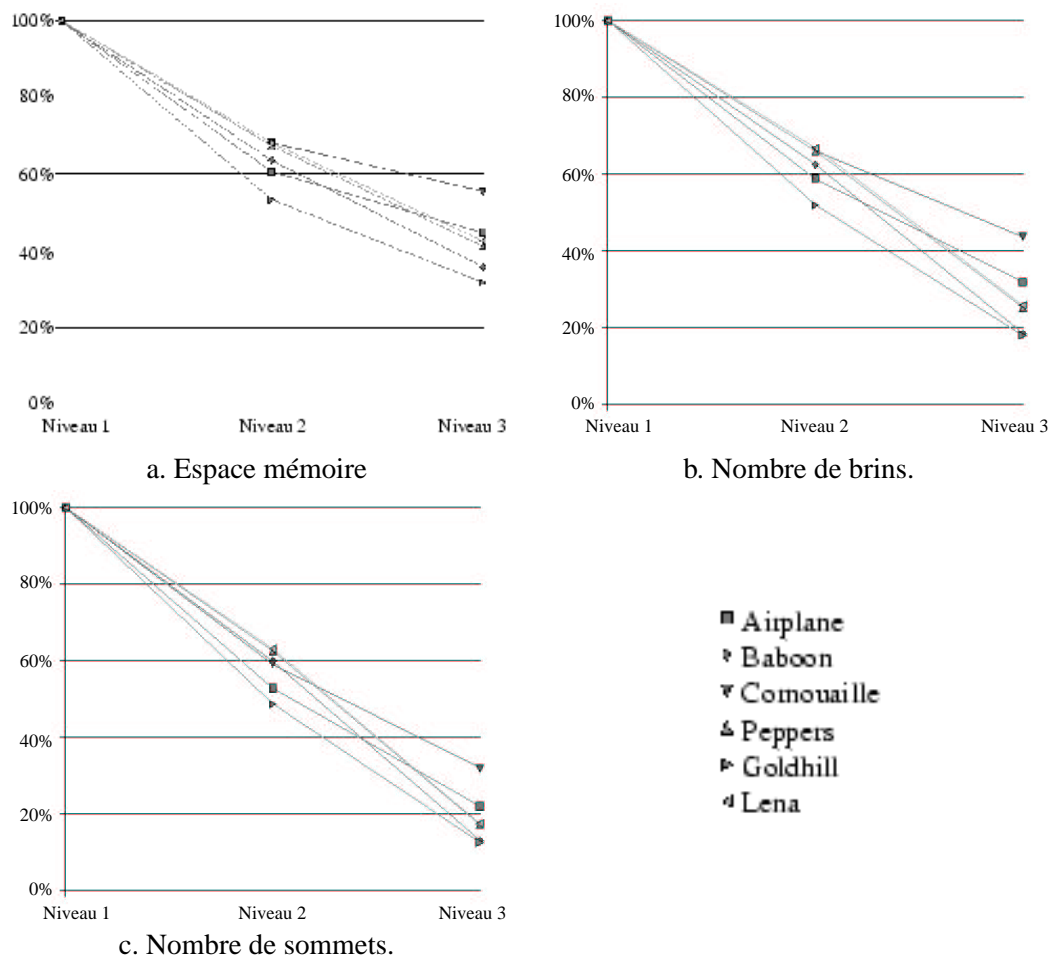 100%
80%
60%
40%
20%
0%
Niveau 1 Niveau 2 Niveau 3
a. Espace mémoire
100%
80%
60%
40%
20%
0%
Niveau 1 Niveau 2 Niveau 3
b. Nombre de brins.
100%
80%
60%
40%
20%
0%
Niveau 1 Niveau 2 Niveau 3
c. Nombre de sommets.
Airplane
Baboon
Cornouaille
Peppers
Goldhill
Lena